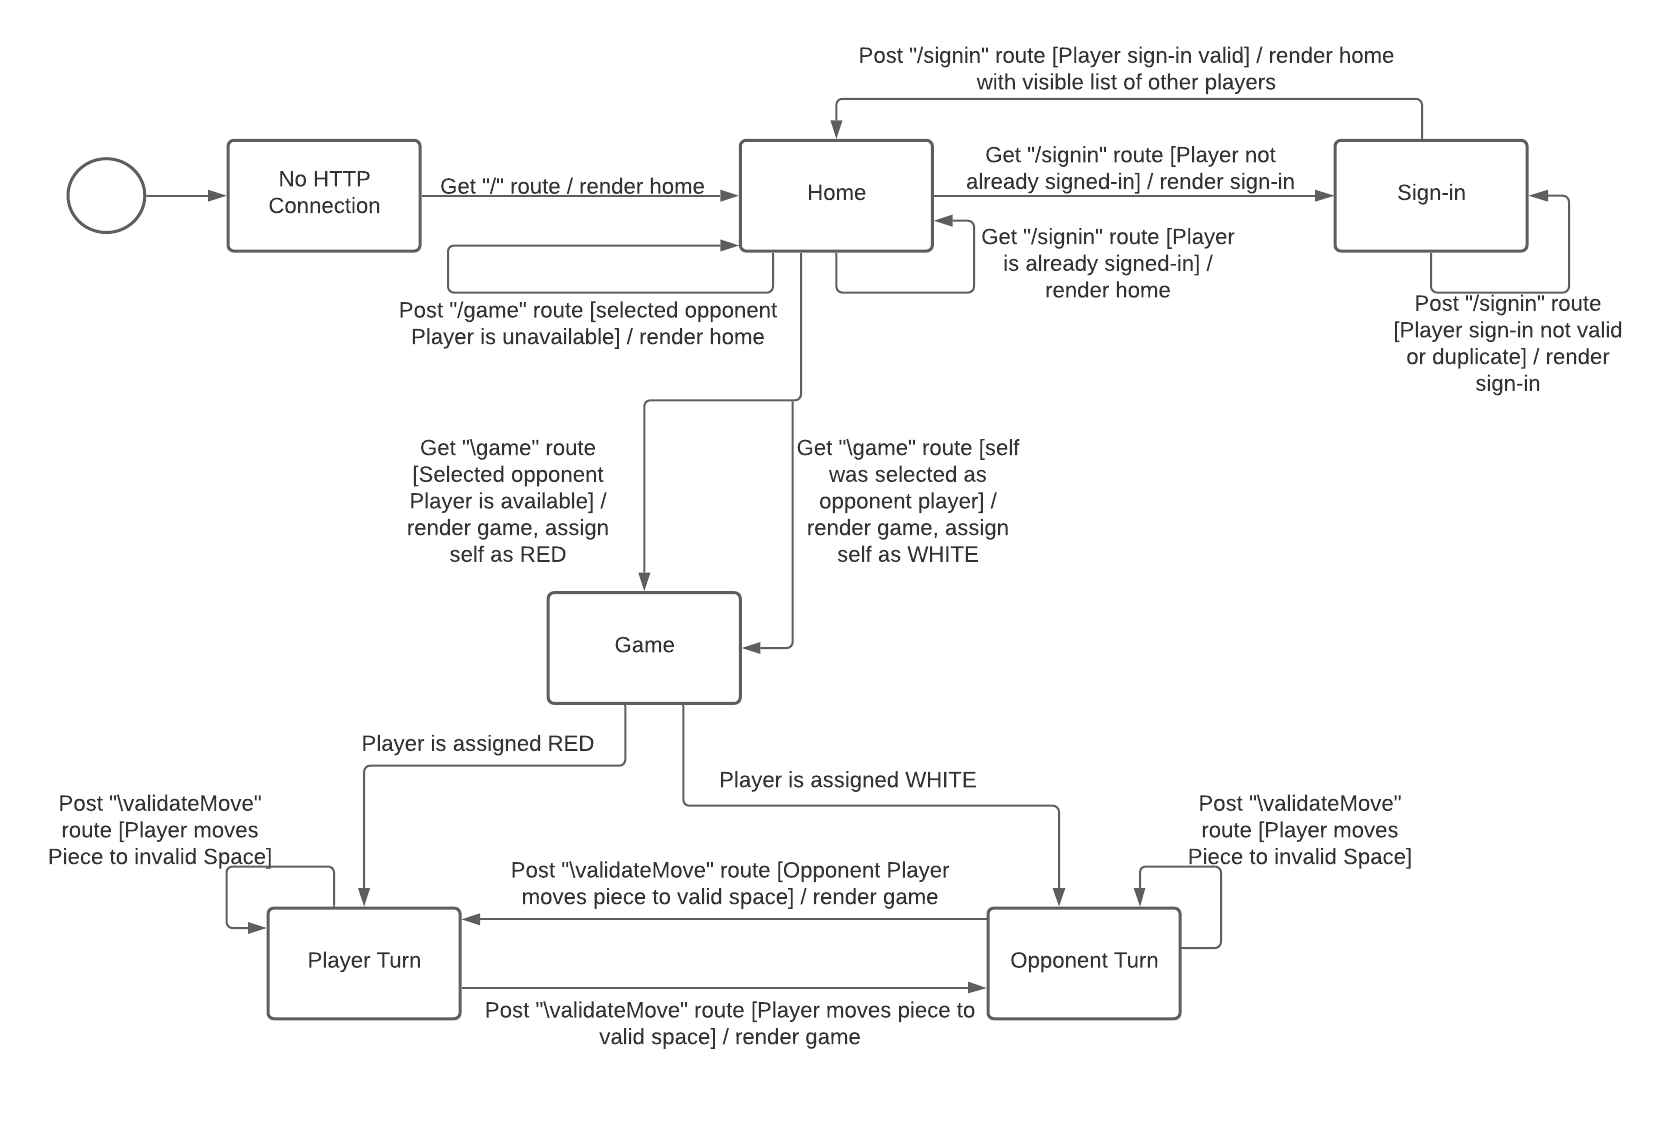 Post "/signin" route [Player sign-in valid] / render home
with visible list of other players
No HTTP
Connection
Get "/" route / render home
Home
Get "/signin" route [Player not
already signed-in] / render sign-in
Sign-in
Get "/signin" route [Player
is already signed-in] /
render home
Post "/game" route [selected opponent
Player is unavailable] / render home
Post "/signin" route
[Player sign-in not valid
or duplicate] / render
sign-in
Get "\game" route
[Selected opponent
Player is available] /
render game, assign
self as RED
Get "\game" route [self
was selected as
opponent player] /
render game, assign
self as WHITE
Game
Player is assigned RED
Player is assigned WHITE
Post "\validateMove"
route [Player moves
Piece to invalid Space]
Post "\validateMove"
route [Player moves
Piece to invalid Space]
Post "\validateMove" route [Opponent Player
moves piece to valid space] / render game
Player Turn
Opponent Turn
Post "\validateMove" route [Player moves piece to
valid space] / render game